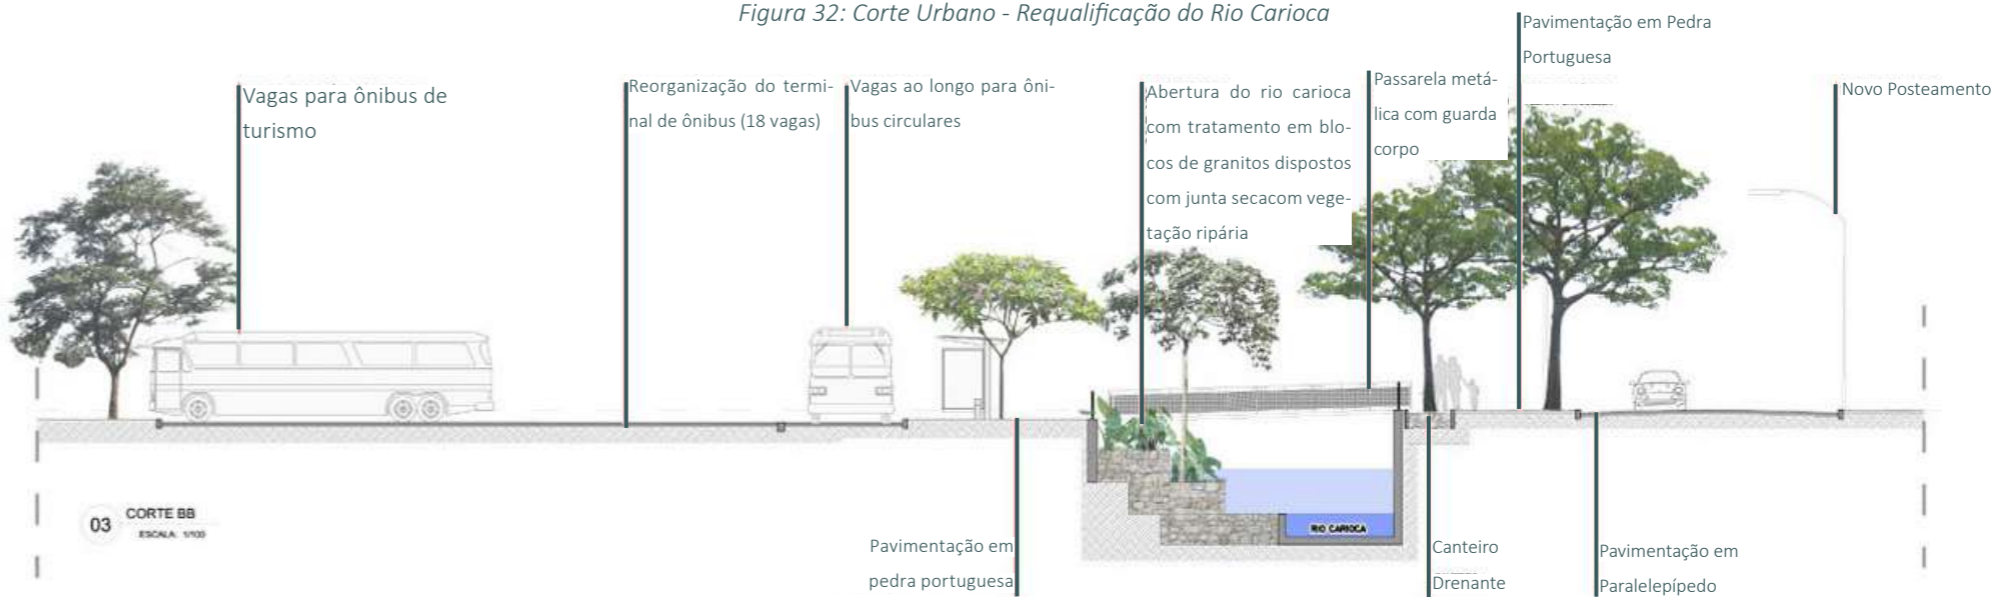 Figura 32: Corte Urbano - Requalificação do Rio Carioca
Vagas para ônibus de
turismo
Reorganização do termi-
nal de ônibus (18 vagas)
Vagas ao longo para ôni-
bus circulares
Abertura do rio carioca
com tratamento em blo-
cos de granitos dispostos
com junta secacom vege-
tação ripária
Passarela metá-
lica com guarda
corpo
Pavimentação em Pedra
Portuguesa
Novo Posteamento
RIO CARIOCA
03
CORTE BB
ESCALA: 1/100
Pavimentação em
pedra portuguesa
Canteiro
Drenante
Pavimentação em
Paralelepípedo